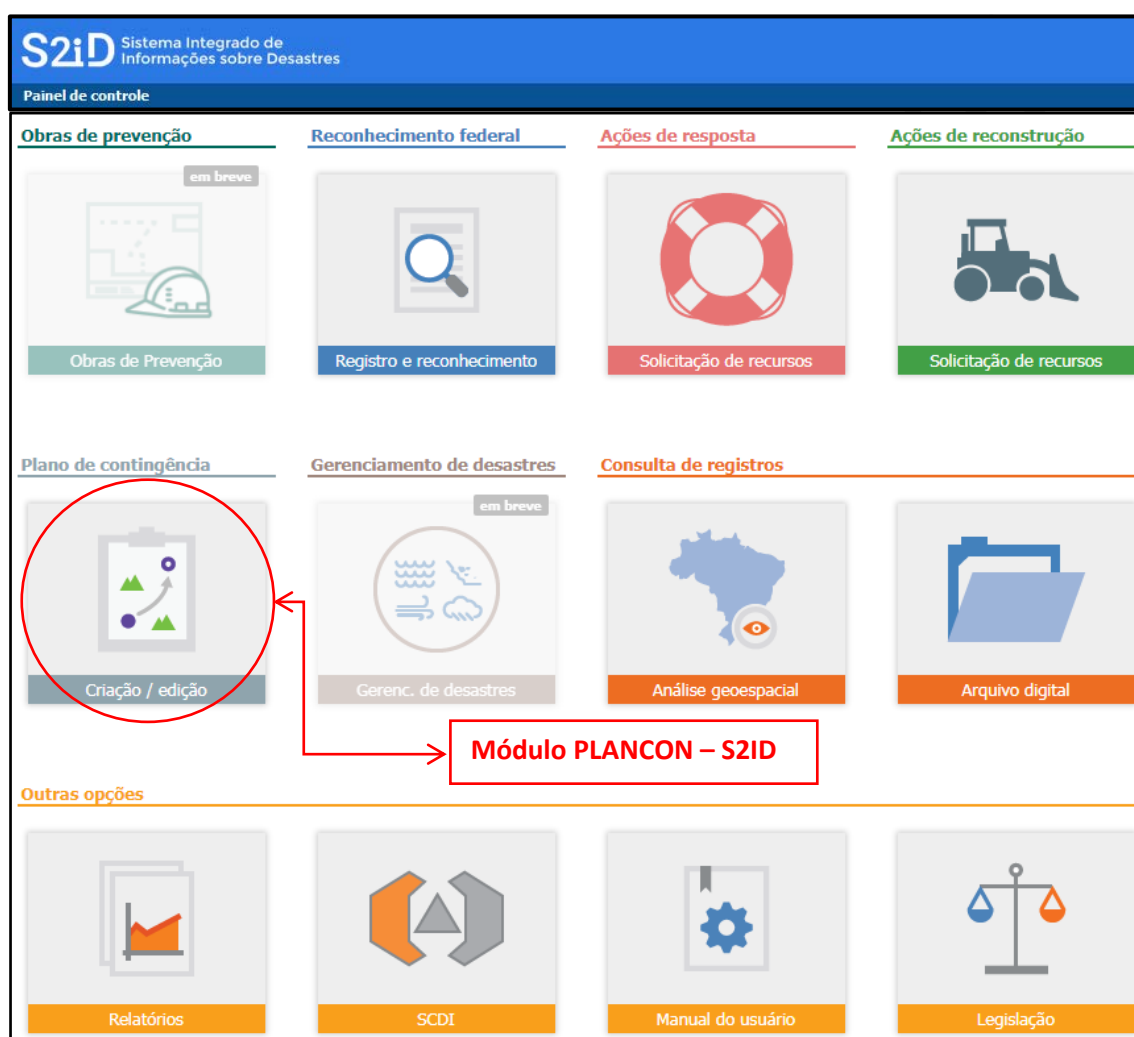 S2iD Sistema Integrado de
Informações sobre Desastres
Painel de controle
Obras de prevenção
Reconhecimento federal
Ações de resposta
Ações de reconstrução
em breve
Obras de Prevenção
Registro e reconhecimento
Solicitação de recursos
Solicitação de recursos
Plano de contingência
Gerenciamento de desastres
Consulta de registros
em breve
Criação / edição
Gerenc. de desastres
Análise geoespacial
Arquivo digital
Módulo PLANCON – S2ID
Outras opções
Relatórios
SCDI
Manual do usuário
Legislação